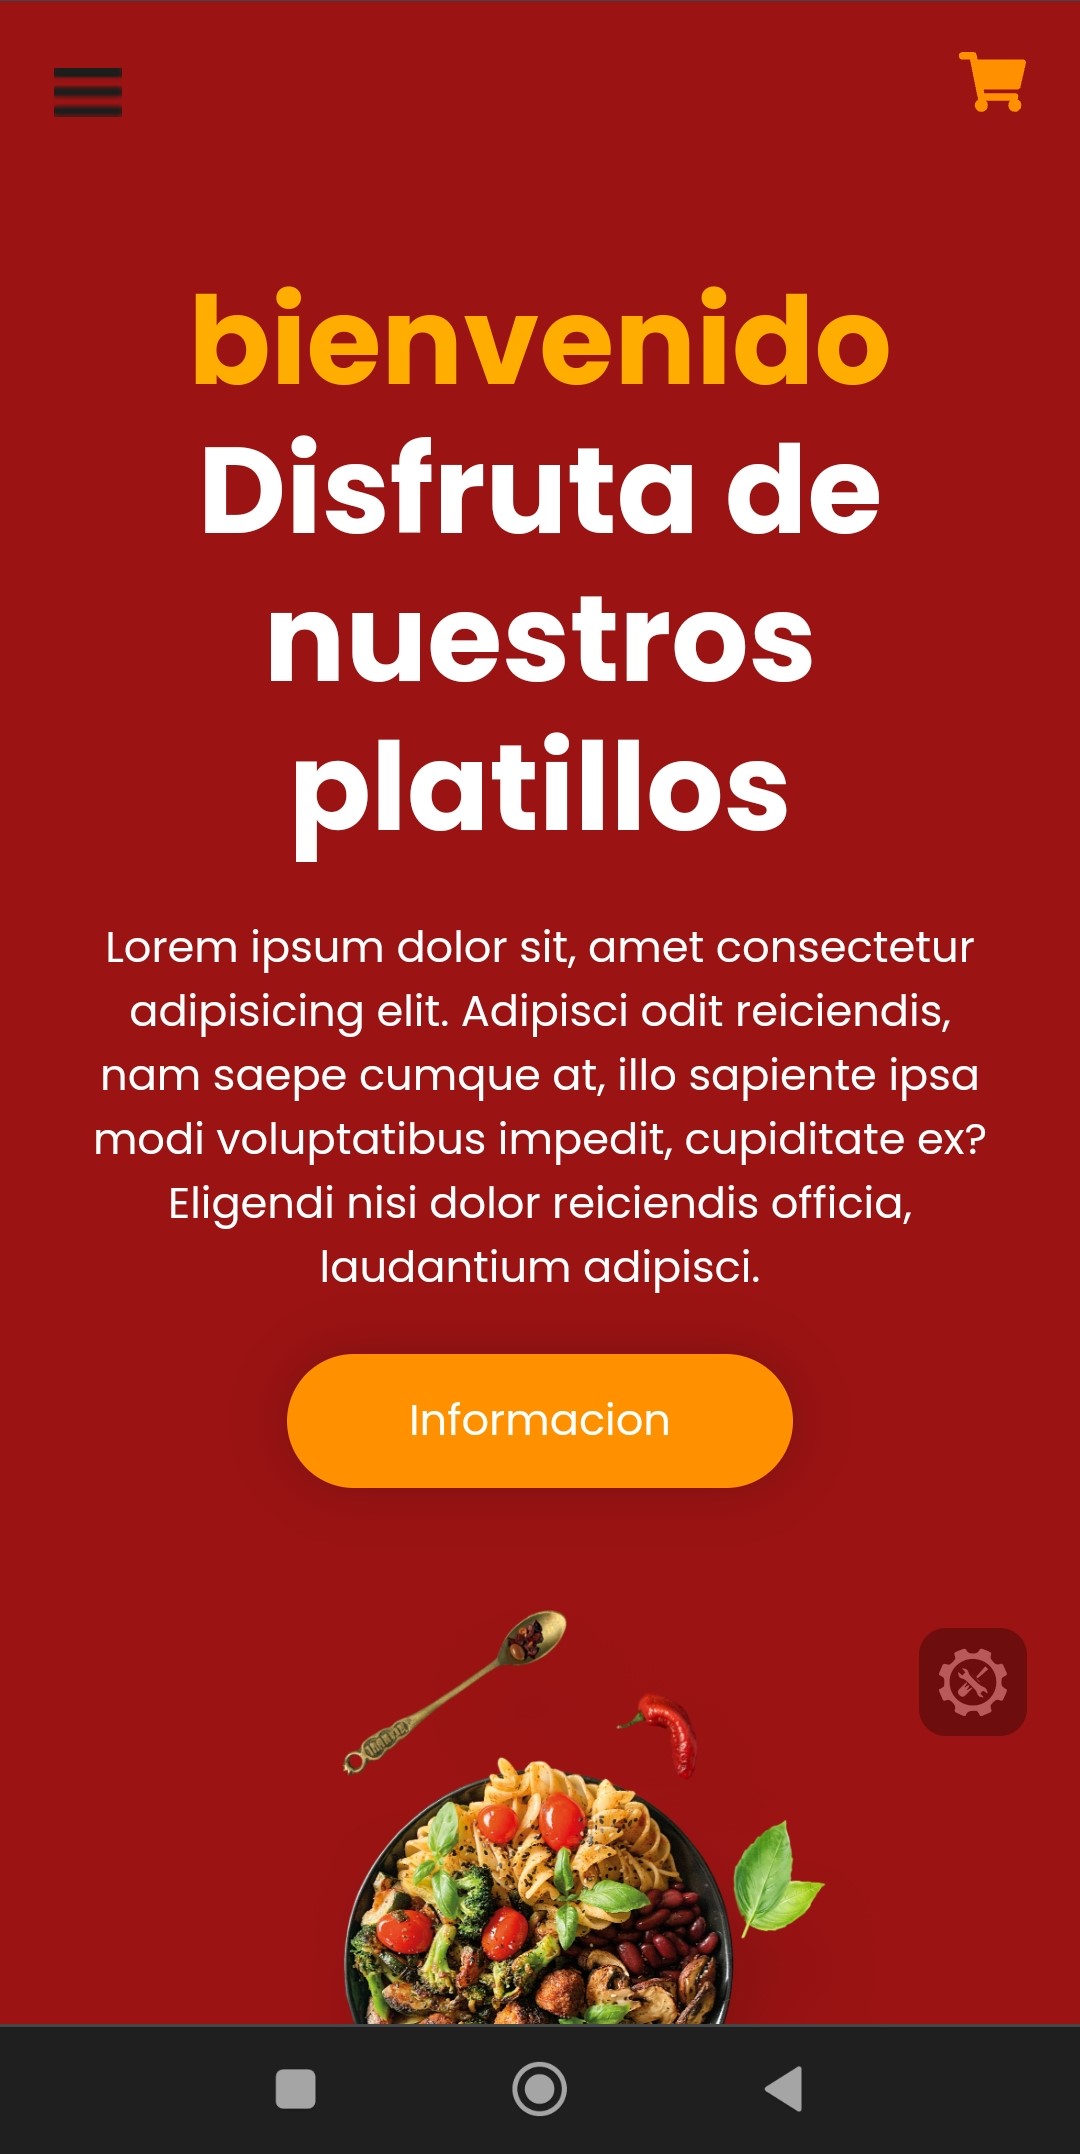 bienvenido
Disfruta de
nuestros
platillos
Lorem ipsum dolor sit, amet consectetur
adipisicing elit. Adipisci odit reiciendis,
nam saepe cumque at, illo sapiente ipsa
modi voluptatibus impedit, cupiditate ex?
Eligendi nisi dolor reiciendis officia,
laudantium adipisci.
Informacion